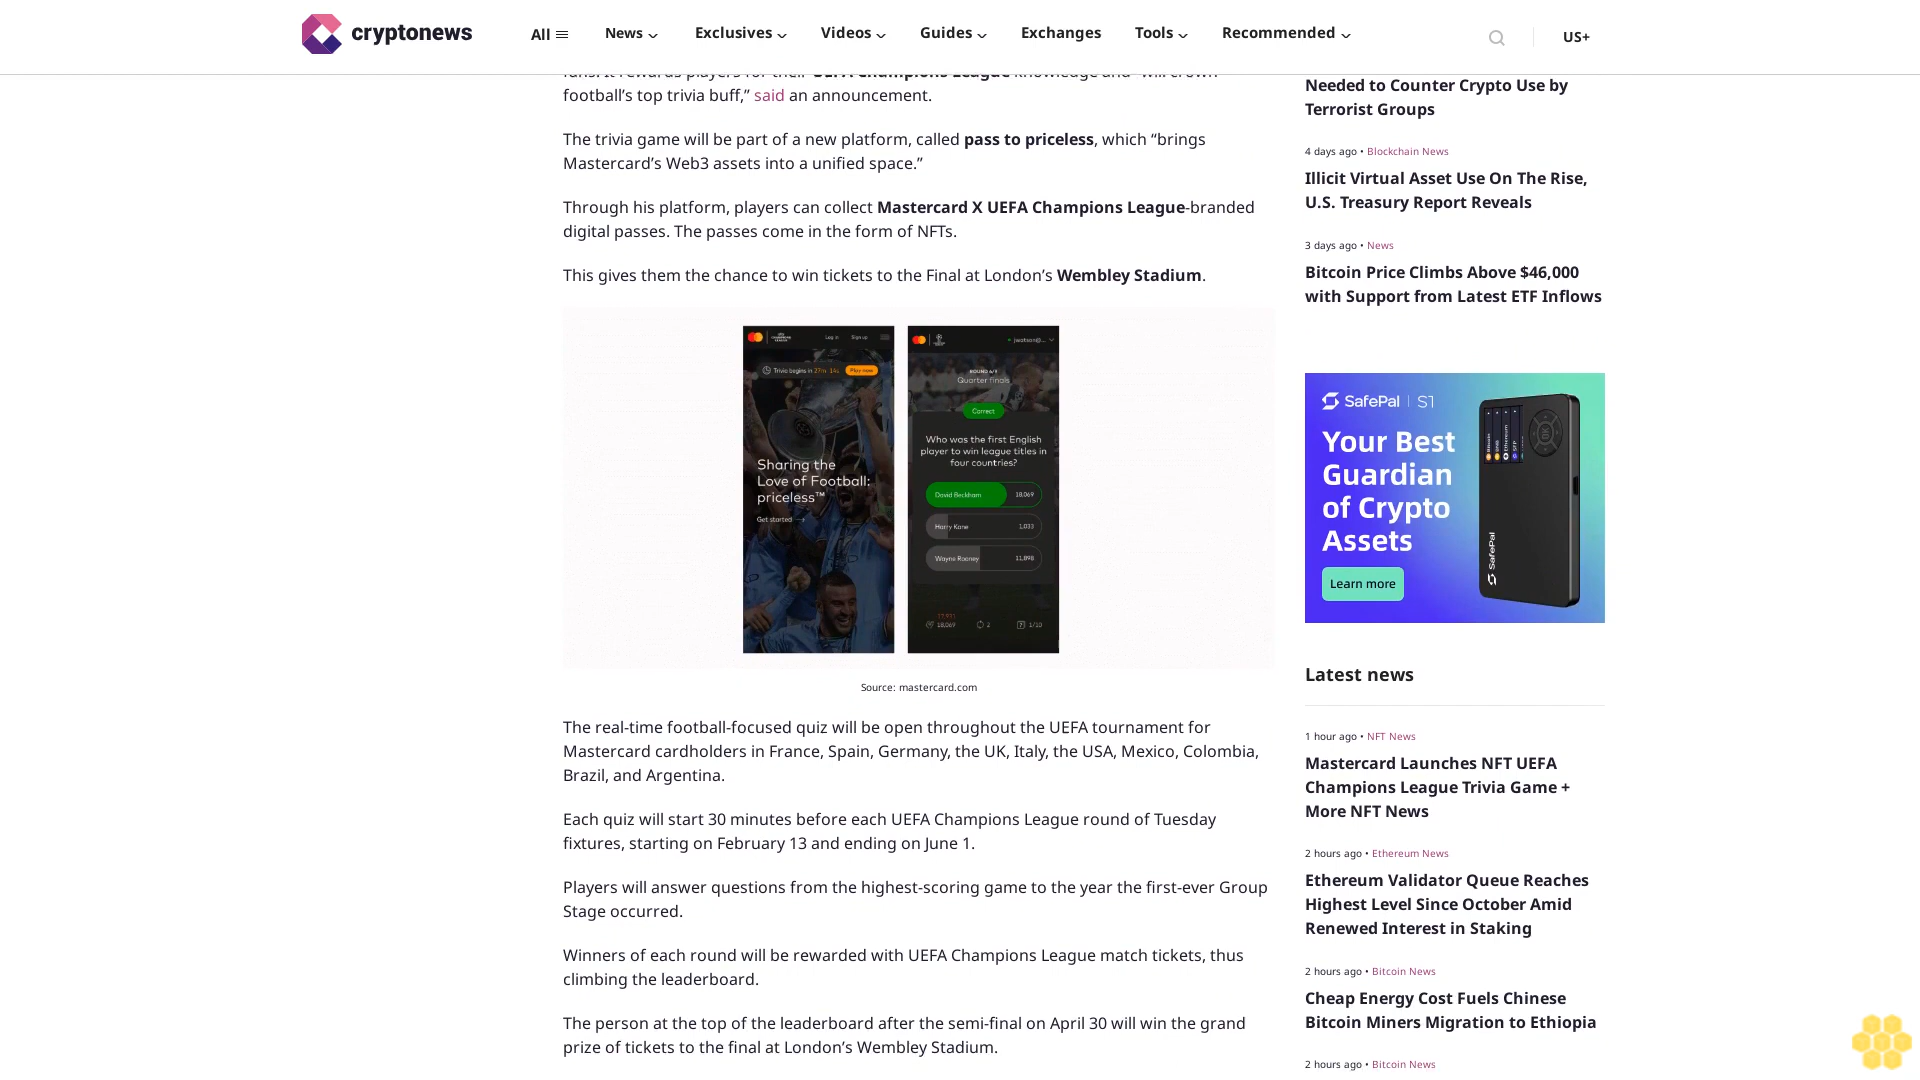 cryptonews
All
News
Exclusives
Videos
Guides
Exchanges
Tools
Recommended
US+
fans. It rewards players for their UEFA Champions League knowledge and “will crown
football’s top trivia buff,” said an announcement.
The trivia game will be part of a new platform, called pass to priceless, which “brings
Mastercard’s Web3 assets into a unified space.”
Through his platform, players can collect Mastercard X UEFA Champions League-branded
digital passes. The passes come in the form of NFTs.
This gives them the chance to win tickets to the Final at London’s Wembley Stadium.
Log in
Sign up
Trivia begins in 27m 14s
Play now
Sharing the
Love of Football:
priceless™
Get started
jwatson@...
ROUND 6/9
Quarter finals
Correct
Who was the first English
player to win league titles in
four countries?
David Beckham 18,069
Harry Kane 1,033
Wayne Rooney 11,898
18,069
2
1/10
Source: mastercard.com
The real-time football-focused quiz will be open throughout the UEFA tournament for
Mastercard cardholders in France, Spain, Germany, the UK, Italy, the USA, Mexico, Colombia,
Brazil, and Argentina.
Each quiz will start 30 minutes before each UEFA Champions League round of Tuesday
fixtures, starting on February 13 and ending on June 1.
Players will answer questions from the highest-scoring game to the year the first-ever Group
Stage occurred.
Winners of each round will be rewarded with UEFA Champions League match tickets, thus
climbing the leaderboard.
The person at the top of the leaderboard after the semi-final on April 30 will win the grand
prize of tickets to the final at London’s Wembley Stadium.
Needed to Counter Crypto Use by
Terrorist Groups
4 days ago • Blockchain News
Illicit Virtual Asset Use On The Rise,
U.S. Treasury Report Reveals
3 days ago • News
Bitcoin Price Climbs Above $46,000
with Support from Latest ETF Inflows
SafePal | S1
Your Best
Guardian
of Crypto
Assets
Learn more
Bitcoin
BNB
Ethereum
SFP
OK
SafePal
Latest news
1 hour ago • NFT News
Mastercard Launches NFT UEFA
Champions League Trivia Game +
More NFT News
2 hours ago • Ethereum News
Ethereum Validator Queue Reaches
Highest Level Since October Amid
Renewed Interest in Staking
2 hours ago • Bitcoin News
Cheap Energy Cost Fuels Chinese
Bitcoin Miners Migration to Ethiopia
2 hours ago • Bitcoin News